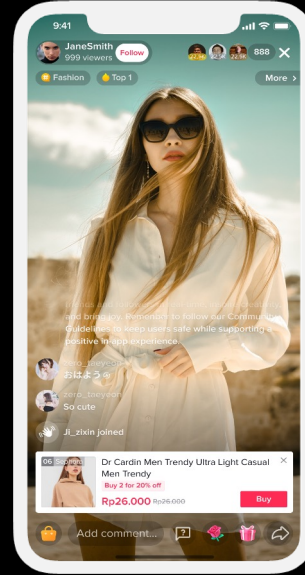 9:41
JaneSmith
999 viewers
Follow
888
Fashion
Top 1
More >
and bring joy. Remember to follow our Community
Guidelines to keep users safe while supporting a
positive in-app experience.
zero_taeyeon
おはよう
zero_taeyeon
So cute
Ji_zixin joined
06
Dr Cardin Men Trendy Ultra Light Casual
Men Trendy
Buy 2 for 20% off
Rp26.000 Rp26.000
Buy
Add comment...